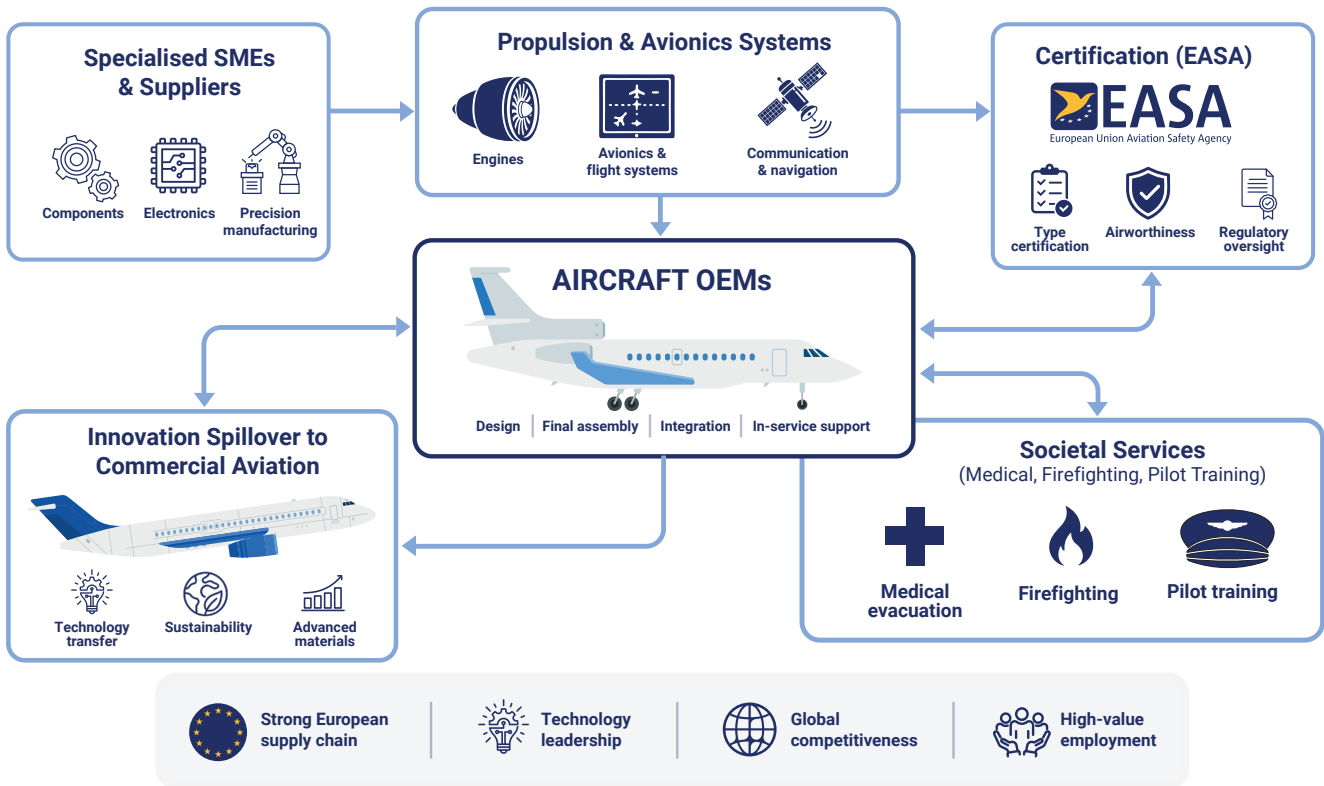 Specialised SMEs
& Suppliers
Components
Electronics
Precision
manufacturing
Propulsion & Avionics Systems
Engines
Avionics &
flight systems
Communication
& navigation
Certification (EASA)
EASA
European Union Aviation Safety Agency
Type
certification
Airworthiness
Regulatory
oversight
AIRCRAFT OEMs
Design
Final assembly
Integration
In-service support
Innovation Spillover to
Commercial Aviation
Technology
transfer
Sustainability
Advanced
materials
Societal Services
(Medical, Firefighting, Pilot Training)
Medical
evacuation
Firefighting
Pilot training
Strong European
supply chain
Technology
leadership
Global
competitiveness
High-value
employment